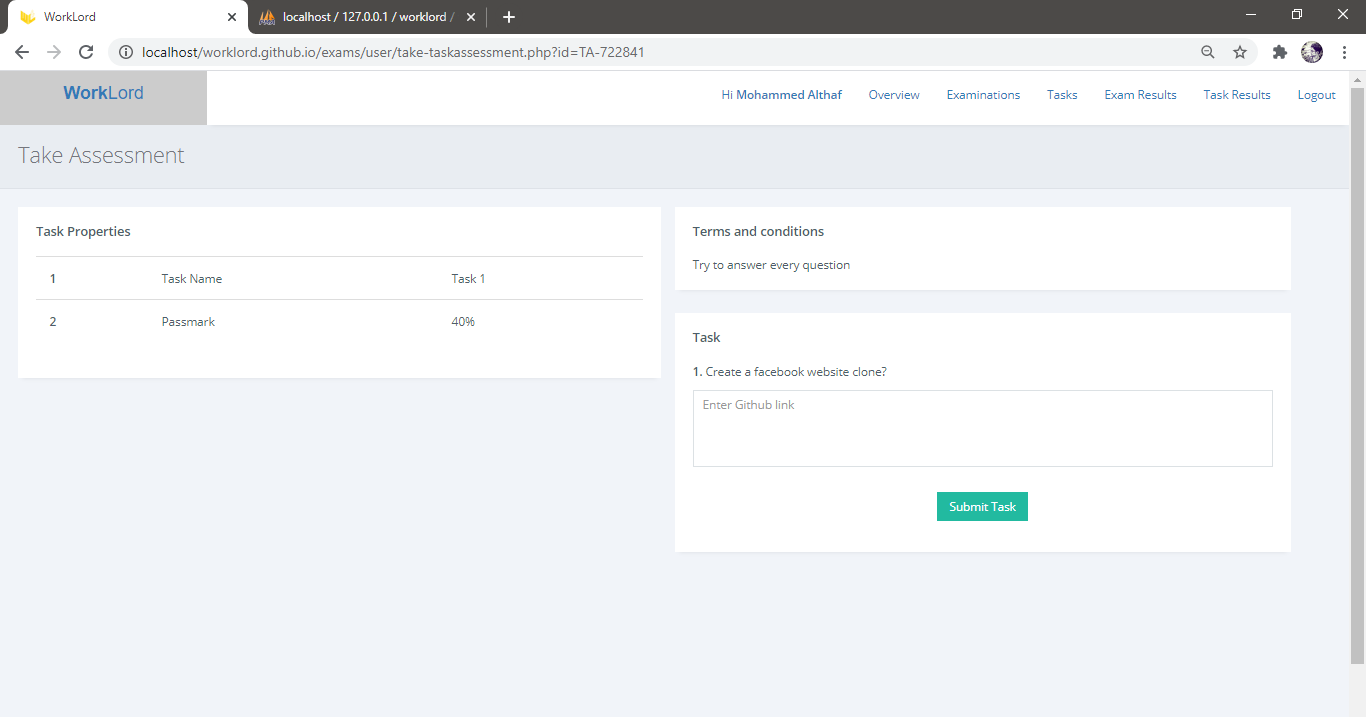 WorkLord
localhost / 127.0.0.1 / worklord /
localhost/worklord.github.io/exams/user/take-taskassessment.php?id=TA-722841
WorkLord
Hi Mohammed Althaf Overview Examinations Tasks Exam Results Task Results Logout
Take Assessment
Task Properties
1 Task Name Task 1
2 Passmark 40%
Terms and conditions
Try to answer every question
Task
1. Create a facebook website clone?
Enter Github link
Submit Task